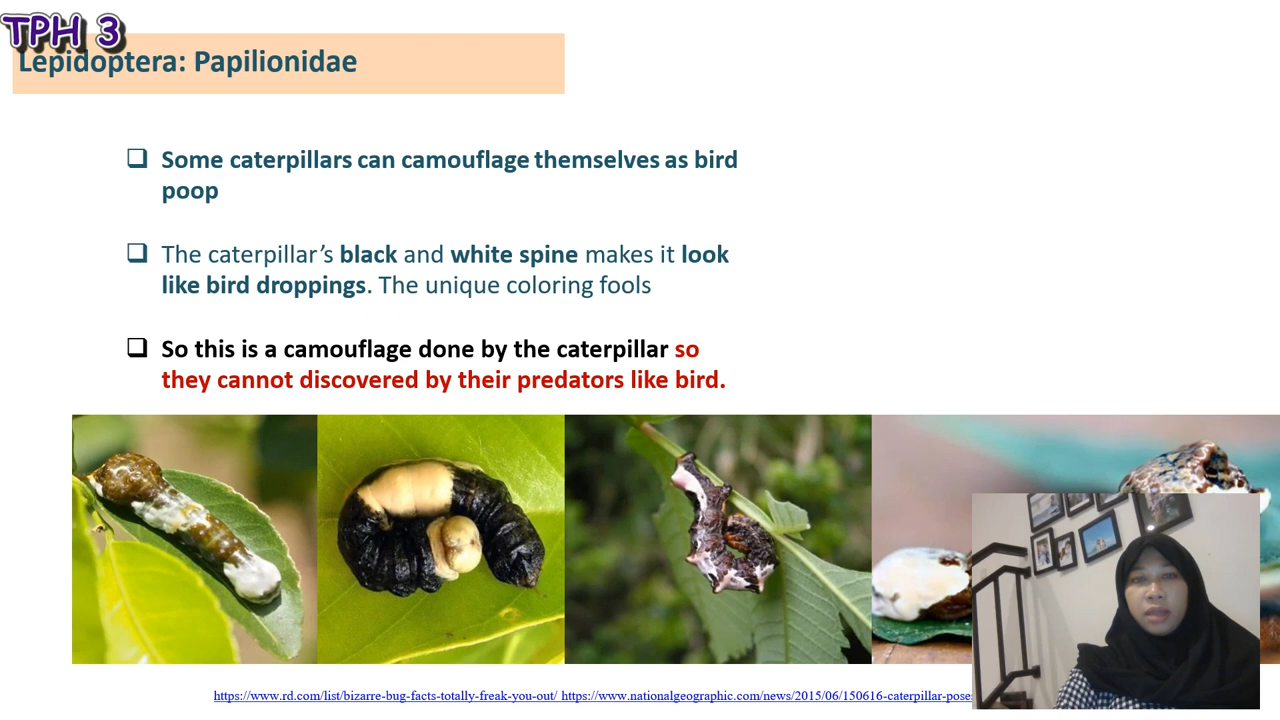 TPH 3
Lepidoptera: Papilionidae
Some caterpillars can camouflage themselves as bird
poop
The caterpillar's black and white spine makes it look
like bird droppings. The unique coloring fools
So this is a camouflage done by the caterpillar so
they cannot discovered by their predators like bird.
https://www.rd.com/list/bizarre-bug-facts-totally-freak-you-out/ https://www.nationalgeographic.com/news/2015/06/150616-caterpillar-pose